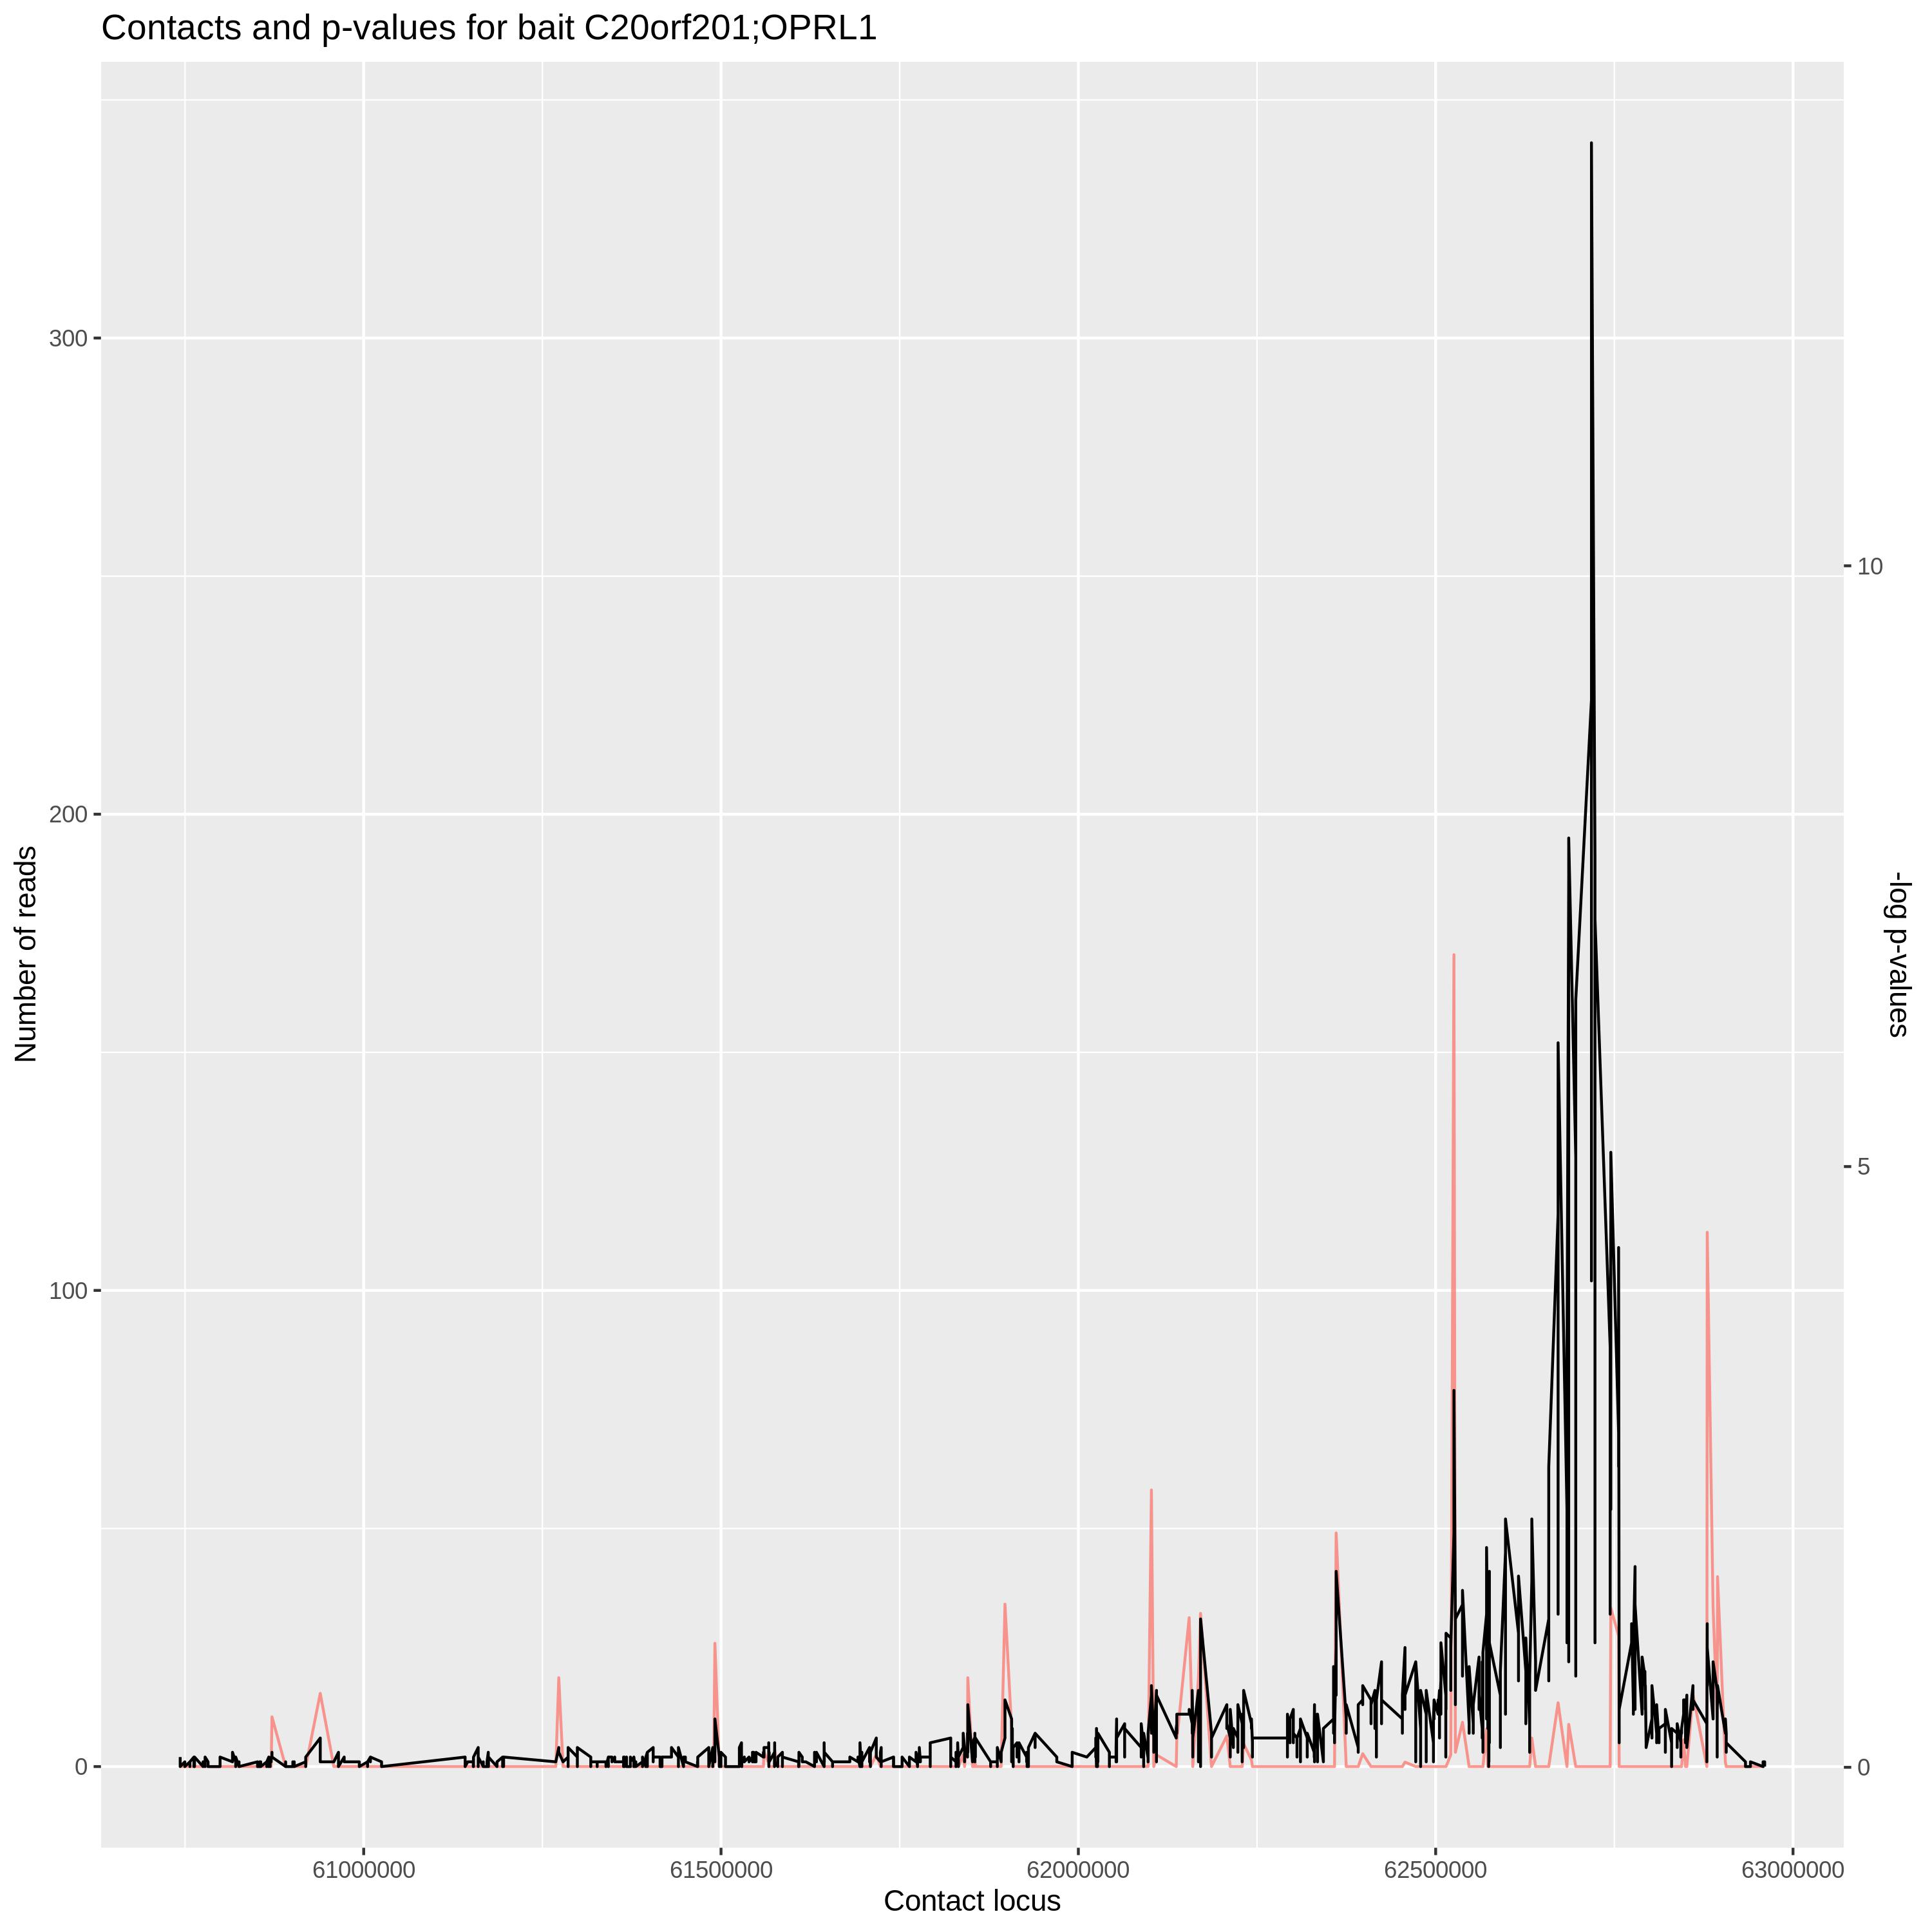 Contacts and p-values for bait C20orf201;OPRL1
300
200
100
0
Number of reads
10
5
0
-log p-values
61000000 61500000 62000000 62500000 63000000
Contact locus